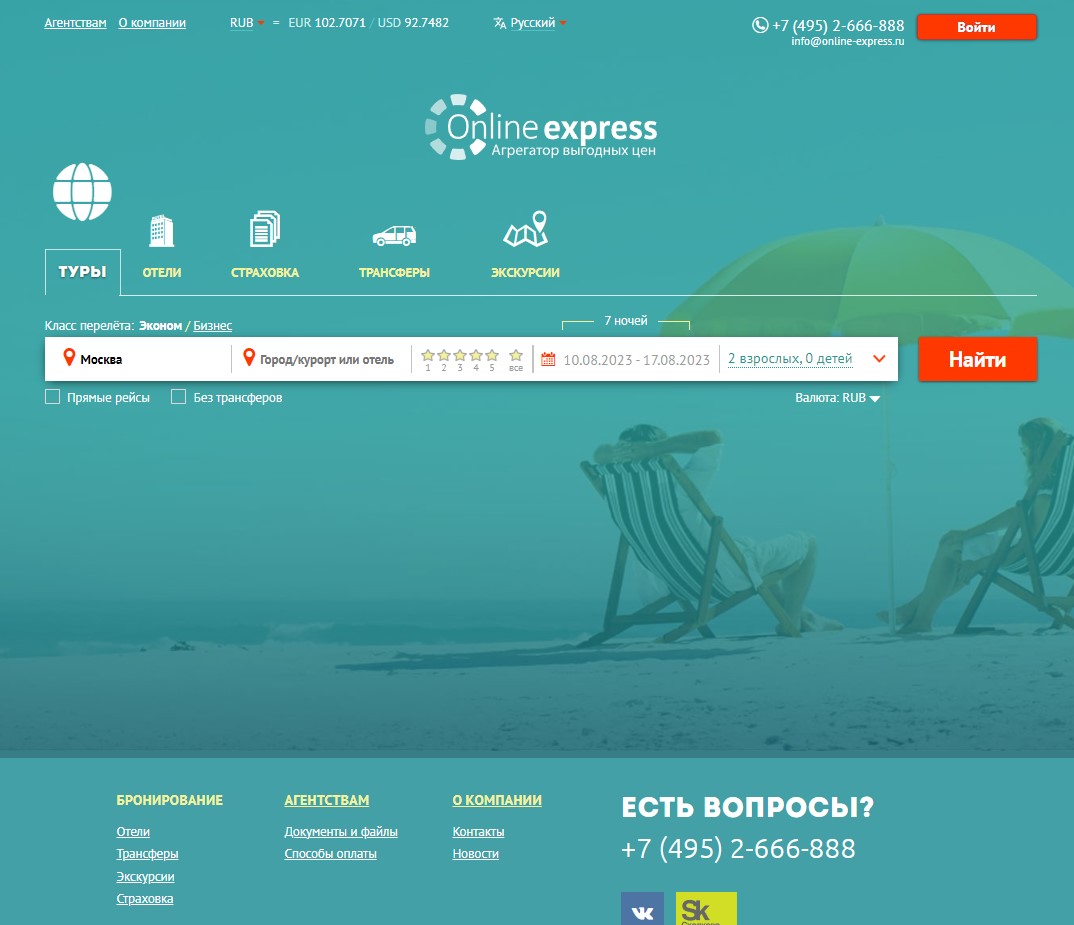 Агентствам О компании RUB = EUR 102.7071 / USD 92.7482 Русский +7 (495) 2-666-888 Войти
info@online-express.ru
Online express
Агрегатор выгодных цен
ТУРЫ ОТЕЛИ СТРАХОВКА ТРАНСФЕРЫ ЭКСКУРСИИ
Класс перелёта: Эконом / Бизнес 7 ночей
Москва Город/курорт или отель 1 2 3 4 5 все 10.08.2023 - 17.08.2023 2 взрослых, 0 детей Найти
Прямые рейсы Без трансферов Валюта: RUB
БРОНИРОВАНИЕ АГЕНТСТВАМ О КОМПАНИИ ЕСТЬ ВОПРОСЫ?
Отели Документы и файлы Контакты +7 (495) 2-666-888
Трансферы Способы оплаты Новости
Экскурсии
Страховка
Sk